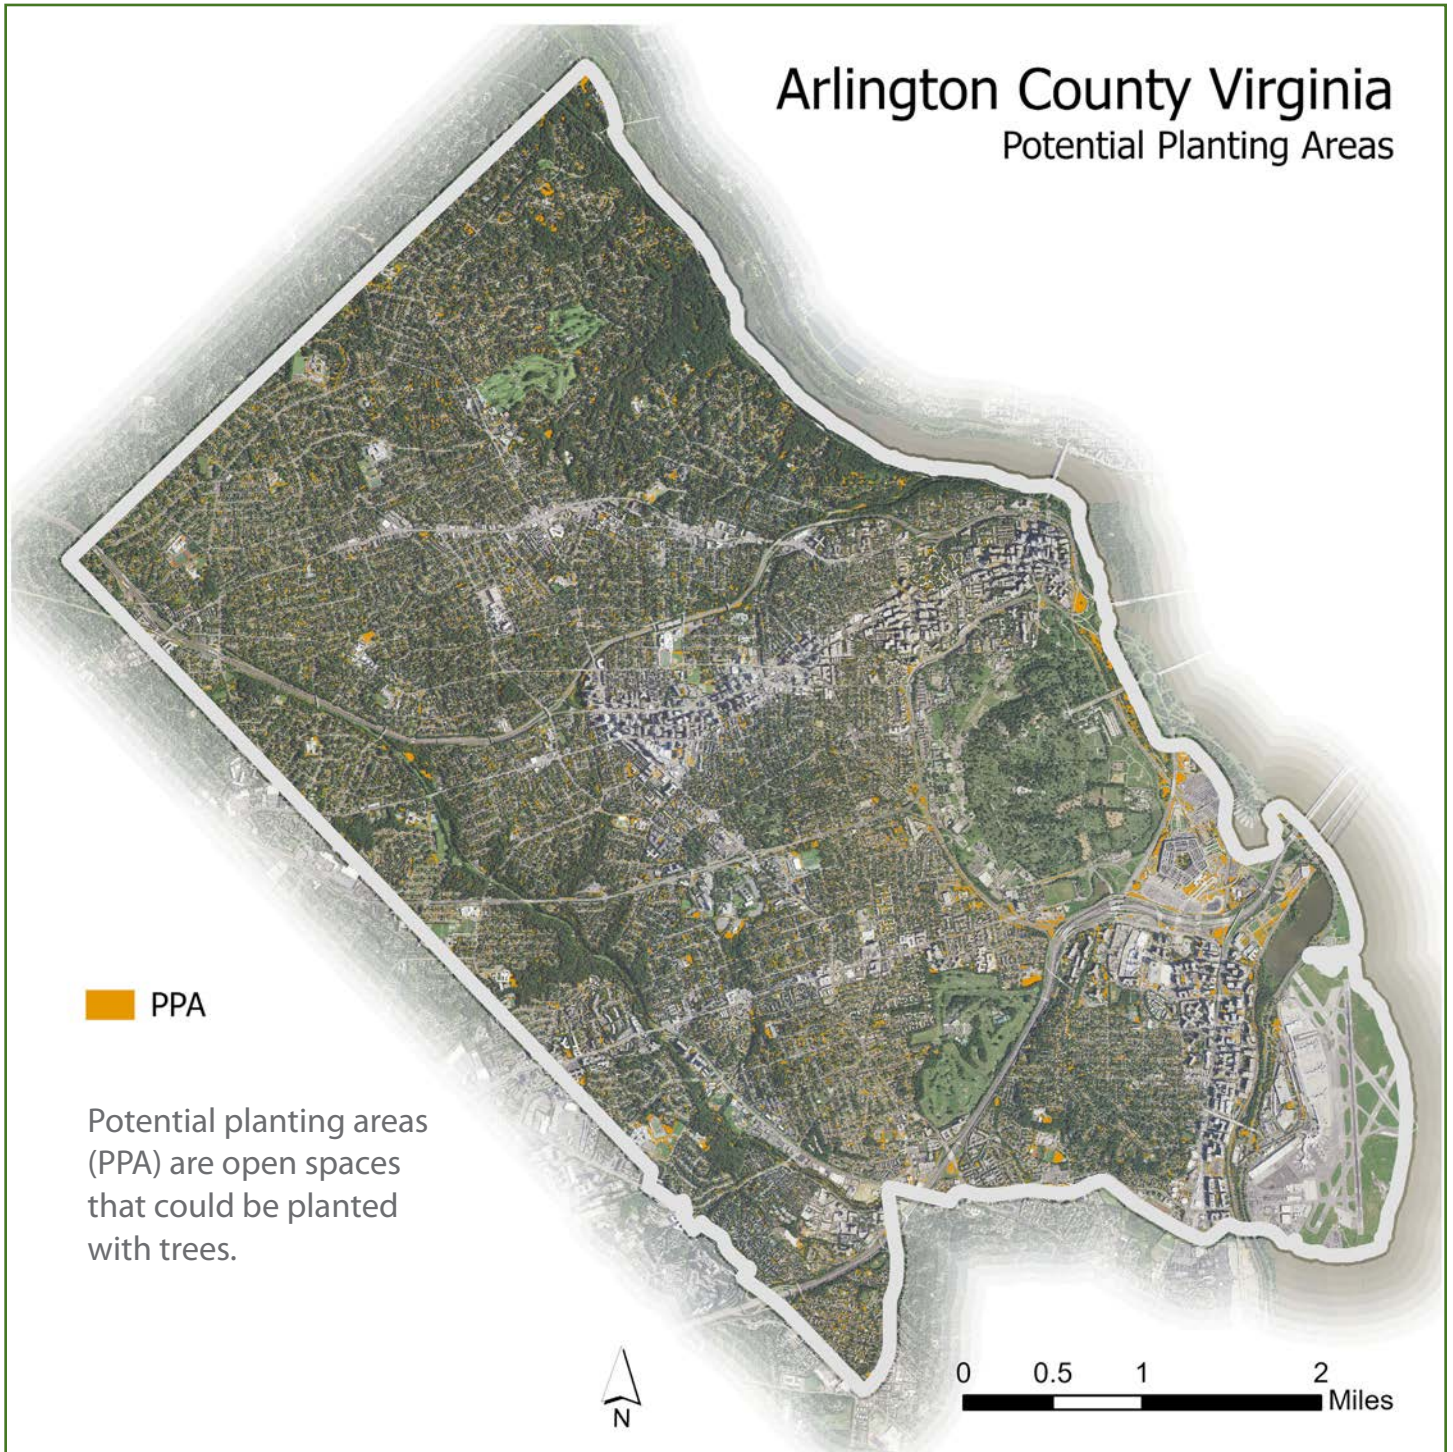 Arlington County Virginia
Potential Planting Areas
PPA
Potential planting areas
(PPA) are open spaces
that could be planted
with trees.
N
0 0.5 1 2
Miles